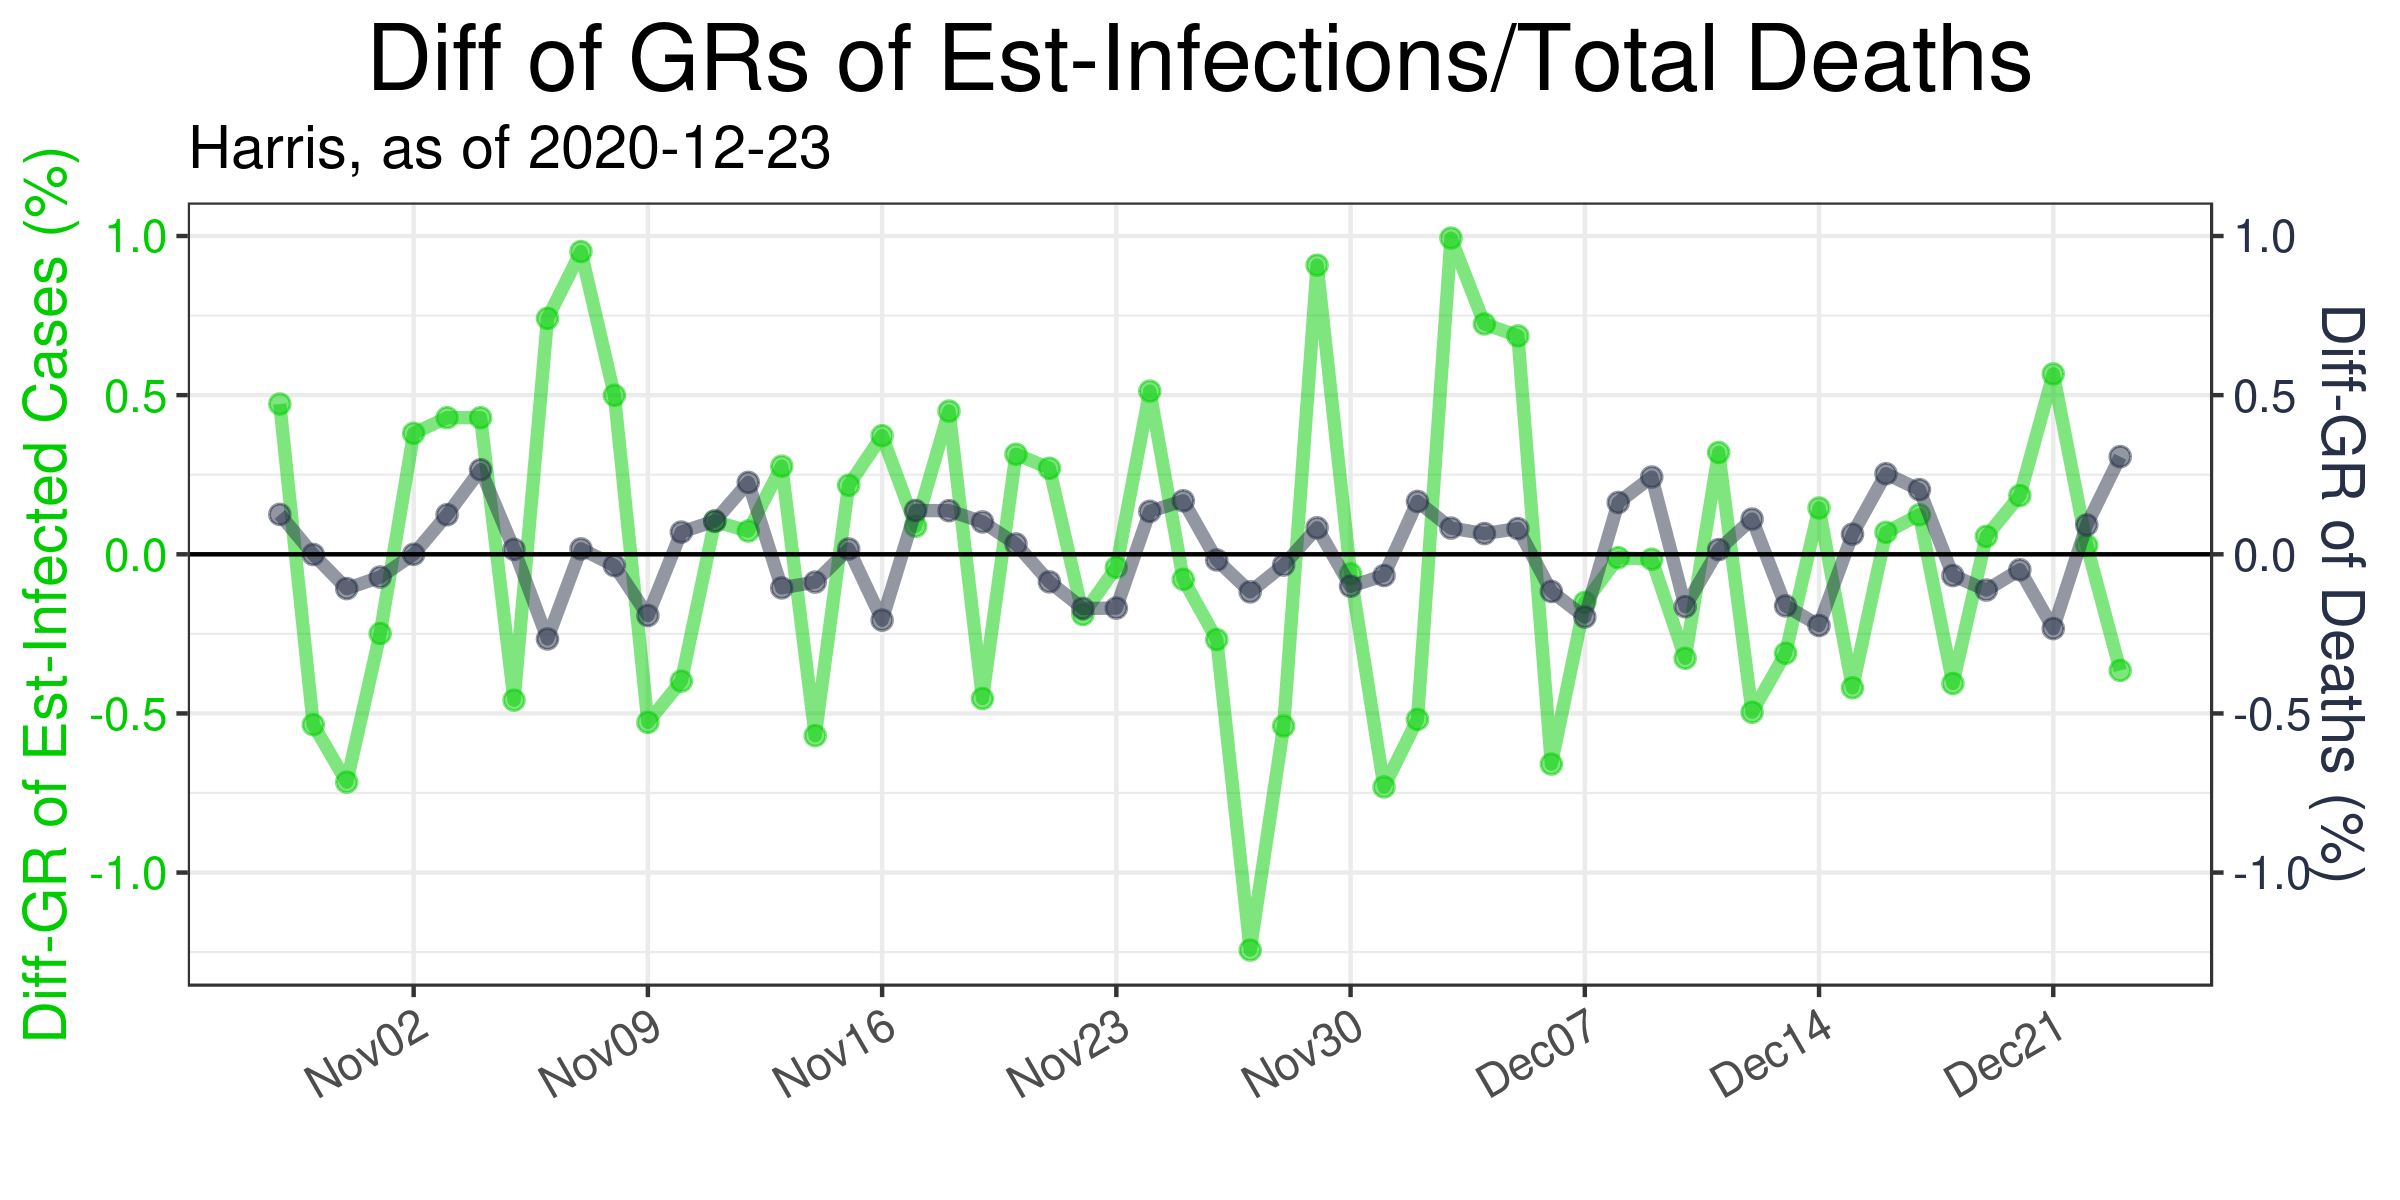 Diff of GRs of Est-Infections/Total Deaths
Harris, as of 2020-12-23
Diff-GR of Est-Infected Cases (%)
1.0
0.5
0.0
-0.5
-1.0
1.0
0.5
0.0
-0.5
-1.0
Diff-GR of Deaths (%)
Nov02
Nov09
Nov16
Nov23
Nov30
Dec07
Dec14
Dec21